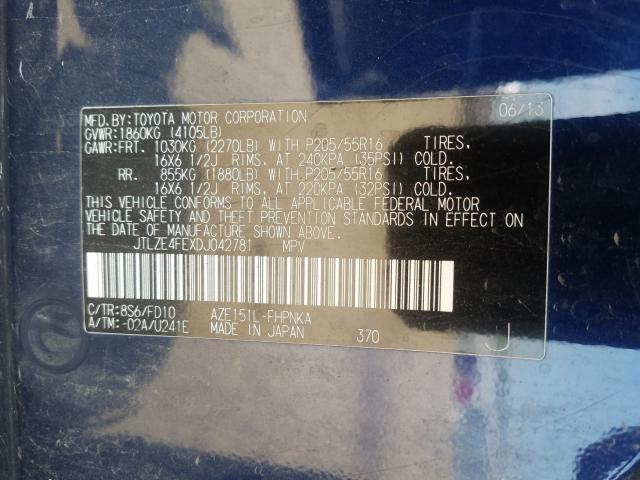 MFD.BY:TOYOTA MOTOR CORPORATION 06/13
GVWR:1860KG (4105LB)
GAWR:FRT. 1030KG (2270LB) WITH P205/55R16 TIRES,
16X6 1/2J RIMS, AT 240KPA (35PSI) COLD.
RR. 855KG (1880LB) WITH P205/55R16 TIRES,
16X6 1/2J RIMS, AT 220KPA (32PSI) COLD.
THIS VEHICLE CONFORMS TO ALL APPLICABLE FEDERAL MOTOR
VEHICLE SAFETY AND THEFT PREVENTION STANDARDS IN EFFECT ON
THE DATE OF MANUFACTURE SHOWN ABOVE.
JTLZE4FEXDJ042781 MPV
C/TR:8S6/FD10 AZE151L-FHPNKA
A/TM:-02A/U241E MADE IN JAPAN 370 J